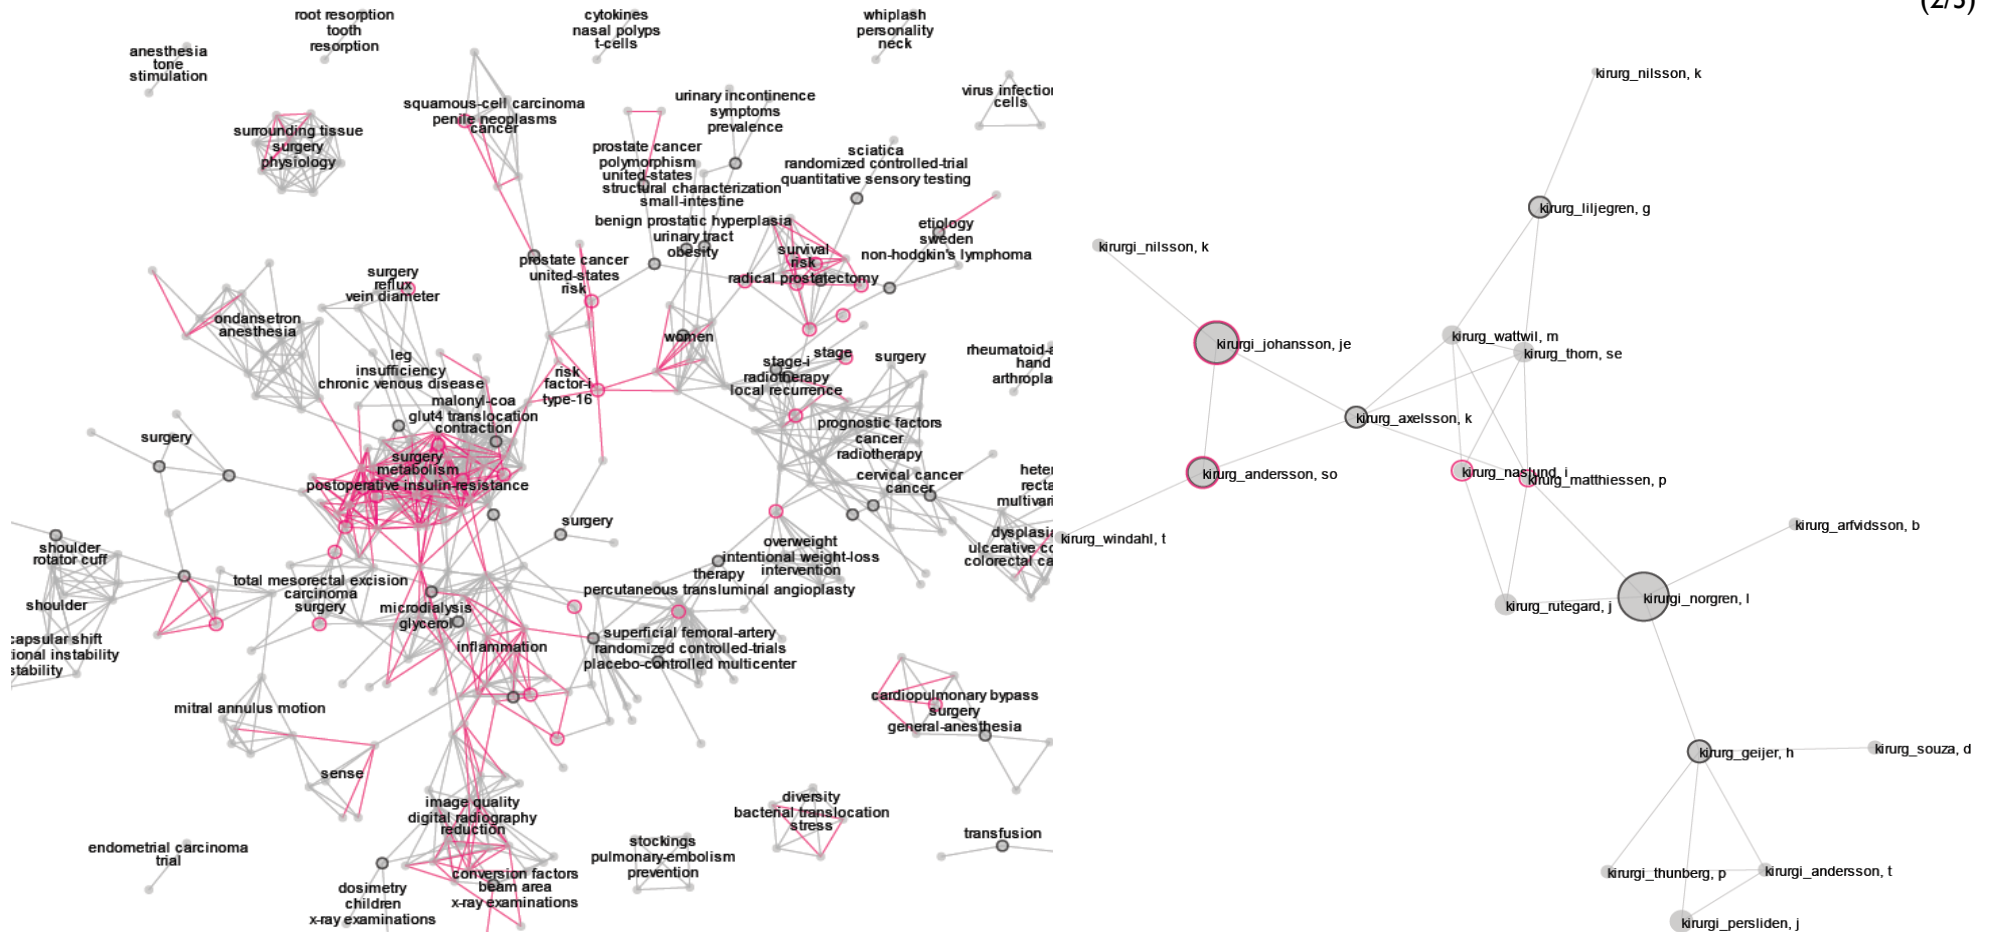 (2/5)
root resorption
tooth
resorption
cytokines
nasal polyps
t-cells
whiplash
personality
neck
anesthesia
tone
stimulation
squamous-cell carcinoma
penile neoplasms
cancer
urinary incontinence
symptoms
prevalence
virus infection
cells
surrounding tissue
surgery
physiology
prostate cancer
polymorphism
united-states
structural characterization
small-intestine
sciatica
randomized controlled-trial
quantitative sensory testing
benign prostatic hyperplasia
urinary tract
obesity
etiology
sweden
non-hodgkin's lymphoma
survival
risk
radical prostatectomy
prostate cancer
united-states
risk
surgery
reflux
vein diameter
ondansetron
anesthesia
women
leg
insufficiency
chronic venous disease
risk
factor-i
type-16
stage-i
stage
radiotherapy
local recurrence
surgery
rheumatoid-a
hand
arthropla
malonyl-coa
glut4 translocation
contraction
prognostic factors
cancer
radiotherapy
surgery
surgery
metabolism
postoperative insulin-resistance
cervical cancer
cancer
heter
recta
multivari
surgery
shoulder
rotator cuff
overweight
intentional weight-loss
intervention
therapy
percutaneous transluminal angioplasty
dysplasia
ulcerative co
colorectal ca
total mesorectal excision
carcinoma
surgery
shoulder
microdialysis
glycerol
inflammation
superficial femoral-artery
randomized controlled-trials
placebo-controlled multicenter
capsular shift
ional instability
stability
mitral annulus motion
cardiopulmonary bypass
surgery
general-anesthesia
sense
image quality
digital radiography
reduction
diversity
bacterial translocation
stress
transfusion
endometrial carcinoma
trial
stockings
pulmonary-embolism
prevention
conversion factors
beam area
x-ray examinations
dosimetry
children
x-ray examinations
kirurg_nilsson, k
kirurg_liljegren, g
kirurgi_nilsson, k
kirurgi_johansson, je
kirurg_wattwil, m
kirurg_thorn, se
kirurg_axelsson, k
kirurg_andersson, so
kirurg_naslund, i
kirurg_matthiessen, p
kirurg_windahl, t
kirurg_arfvidsson, b
kirurg_rutegard, j
kirurgi_norgren, l
kirurg_geijer, h
kirurg_souza, d
kirurgi_thunberg, p
kirurgi_andersson, t
kirurgi_persliden, j